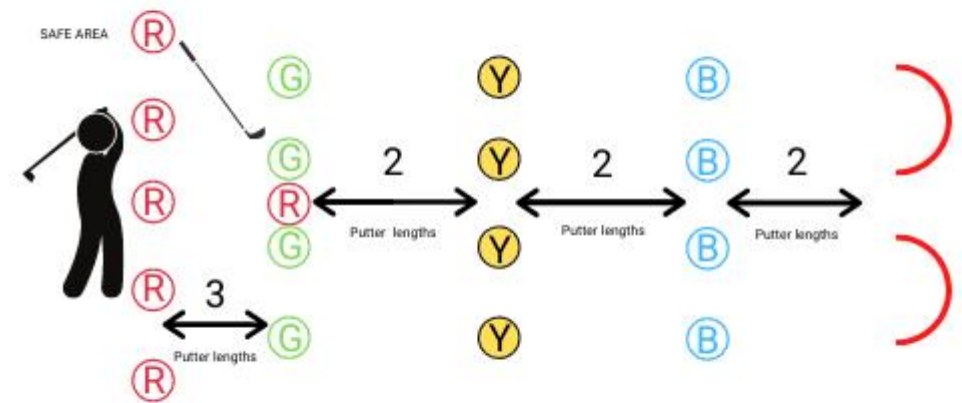 SAFE AREA R
G Y B
R
G Y B
2 2 2
R R
Putter lengths Putter lengths Putter lengths
G Y B
R
3
G Y B
Putter lengths
R